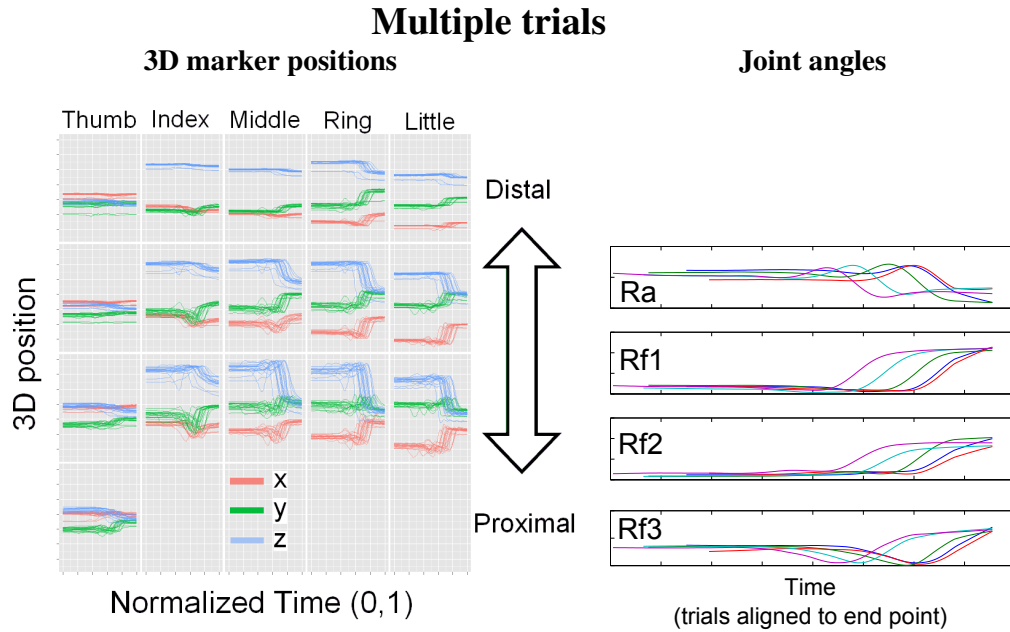 Multiple trials
3D marker positions
Joint angles
Thumb
Index
Middle
Ring
Little
Distal
3D position
Proximal
x
y
z
Normalized Time (0,1)
Ra
Rf1
Rf2
Rf3
Time
(trials aligned to end point)